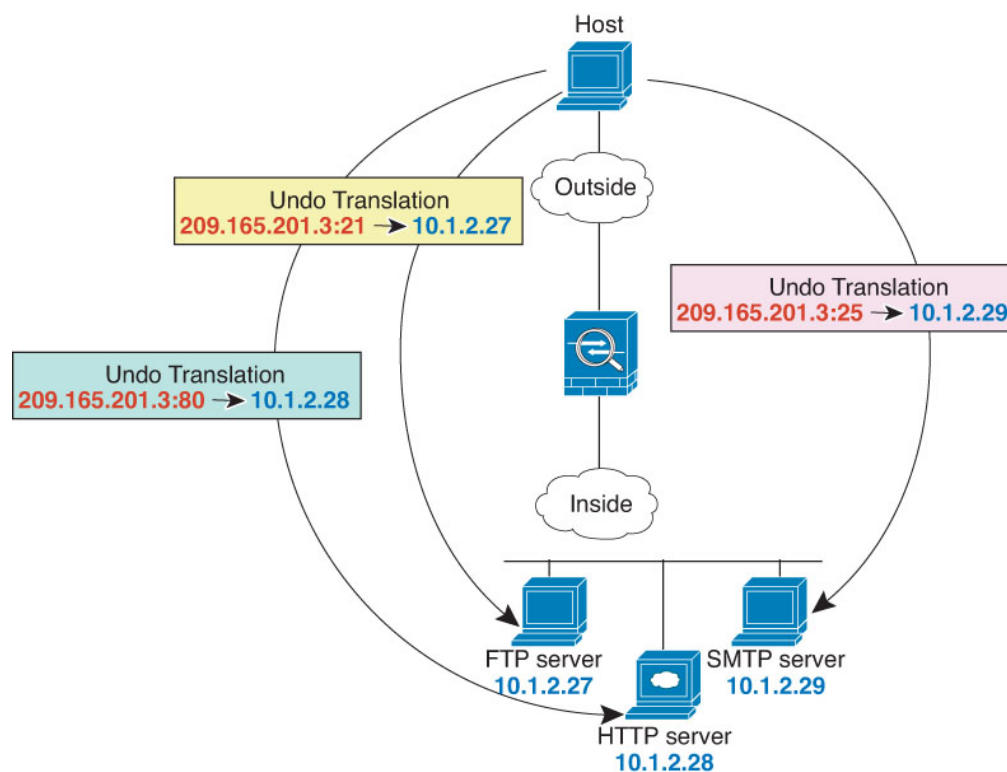 Host
Outside
Undo Translation
209.165.201.3:21 → 10.1.2.27
Undo Translation
209.165.201.3:25 → 10.1.2.29
Undo Translation
209.165.201.3:80 → 10.1.2.28
Inside
FTP server
10.1.2.27
SMTP server
10.1.2.29
HTTP server
10.1.2.28